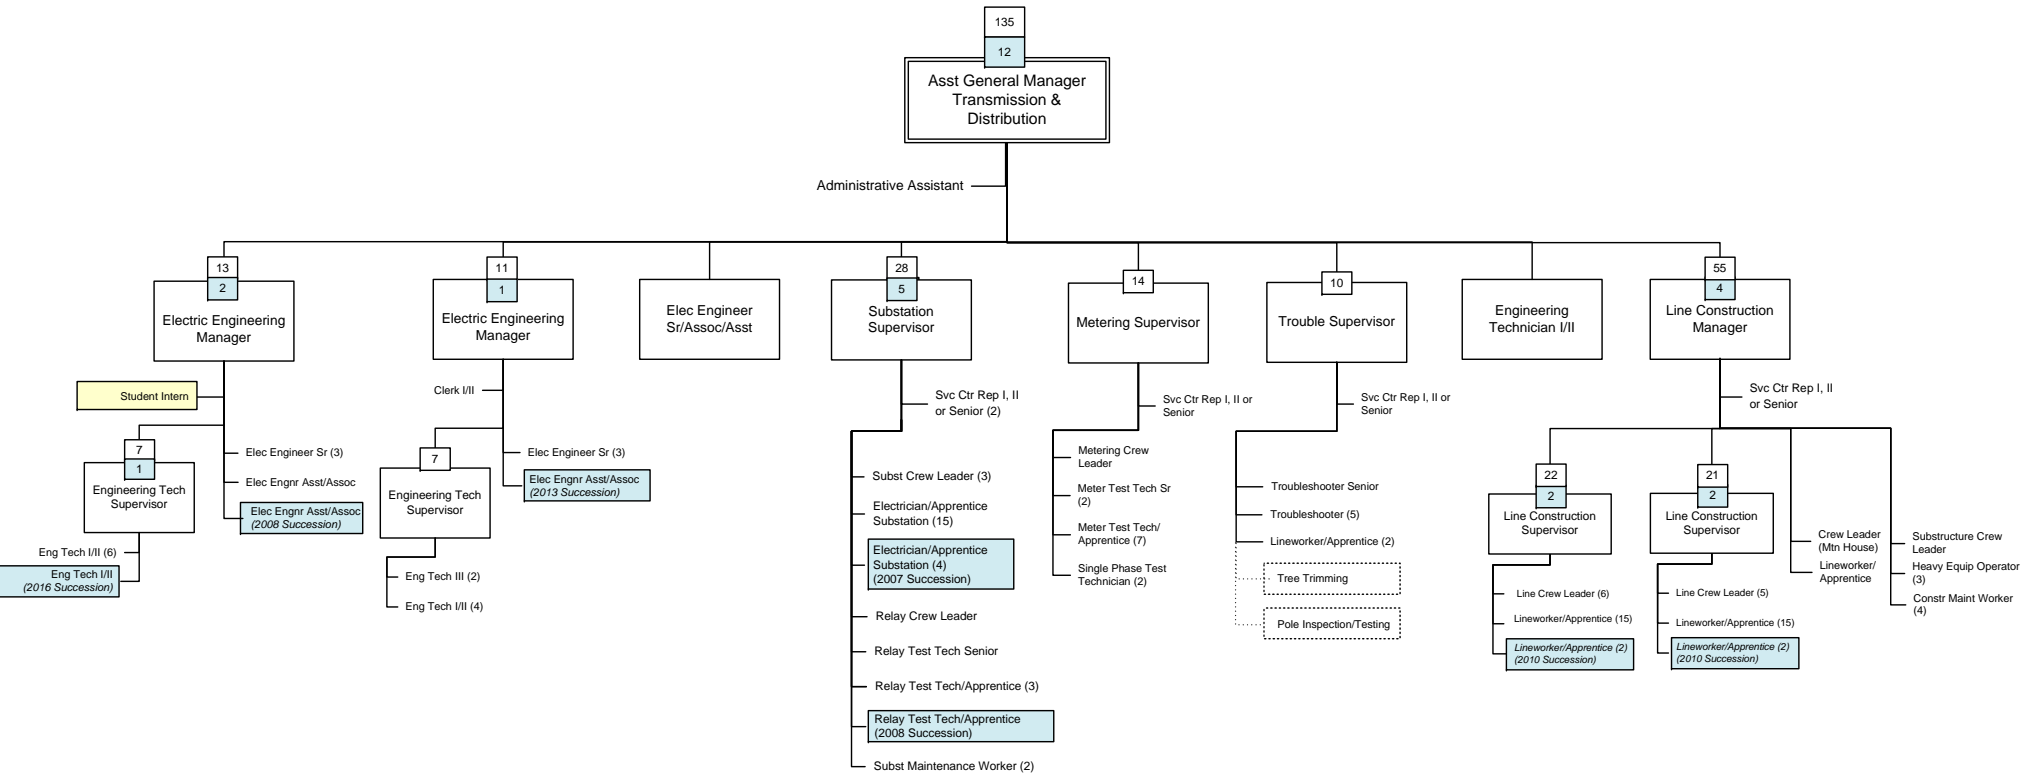 135
12
Asst General Manager
Transmission &
Distribution
Administrative Assistant
13
2
Electric Engineering
Manager
Student Intern
7
1
Engineering Tech
Supervisor
Eng Tech I/II (6)
Eng Tech I/II
(2016 Succession)
Elec Engineer Sr (3)
Elec Engnr Asst/Assoc
Elec Engnr Asst/Assoc
(2008 Succession)
11
1
Electric Engineering
Manager
Clerk I/II
7
Engineering Tech
Supervisor
Eng Tech III (2)
Eng Tech I/II (4)
Elec Engineer Sr (3)
Elec Engnr Asst/Assoc
(2013 Succession)
Elec Engineer
Sr/Assoc/Asst
28
5
Substation
Supervisor
Svc Ctr Rep I, II
or Senior (2)
Subst Crew Leader (3)
Electrician/Apprentice
Substation (15)
Electrician/Apprentice
Substation (4)
(2007 Succession)
Relay Crew Leader
Relay Test Tech Senior
Relay Test Tech/Apprentice (3)
Relay Test Tech/Apprentice
(2008 Succession)
Subst Maintenance Worker (2)
14
Metering Supervisor
Svc Ctr Rep I, II or
Senior
Metering Crew
Leader
Meter Test Tech Sr
(2)
Meter Test Tech/
Apprentice (7)
Single Phase Test
Technician (2)
10
Trouble Supervisor
Svc Ctr Rep I, II or
Senior
Troubleshooter Senior
Troubleshooter (5)
Lineworker/Apprentice (2)
Tree Trimming
Pole Inspection/Testing
Engineering
Technician I/II
55
4
Line Construction
Manager
Svc Ctr Rep I, II
or Senior
22
2
Line Construction
Supervisor
Line Crew Leader (6)
Lineworker/Apprentice (15)
Lineworker/Apprentice (2)
(2010 Succession)
21
2
Line Construction
Supervisor
Line Crew Leader (5)
Lineworker/Apprentice (15)
Lineworker/Apprentice (2)
(2010 Succession)
Crew Leader
(Mtn House)
Lineworker/
Apprentice
Substructure Crew
Leader
Heavy Equip Operator
(3)
Constr Maint Worker
(4)